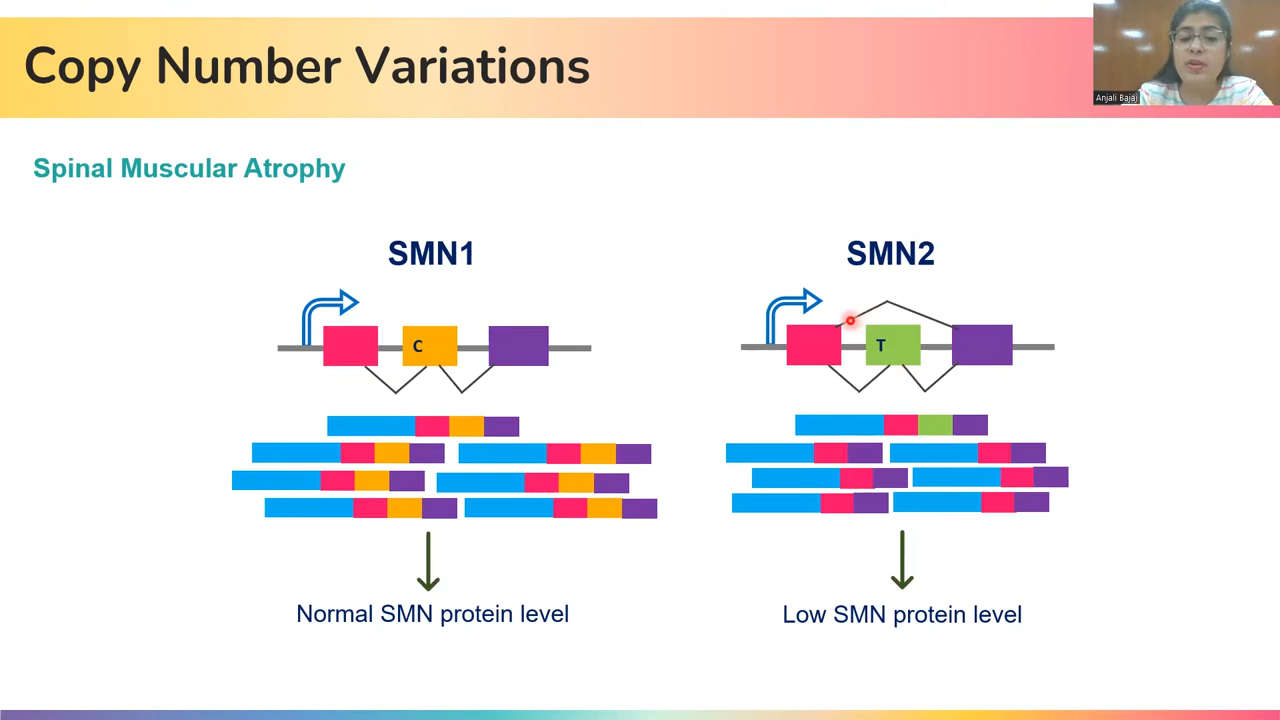 Copy Number Variations
Anjali Bajaj
Spinal Muscular Atrophy
SMN1
SMN2
C
T
Normal SMN protein level
Low SMN protein level